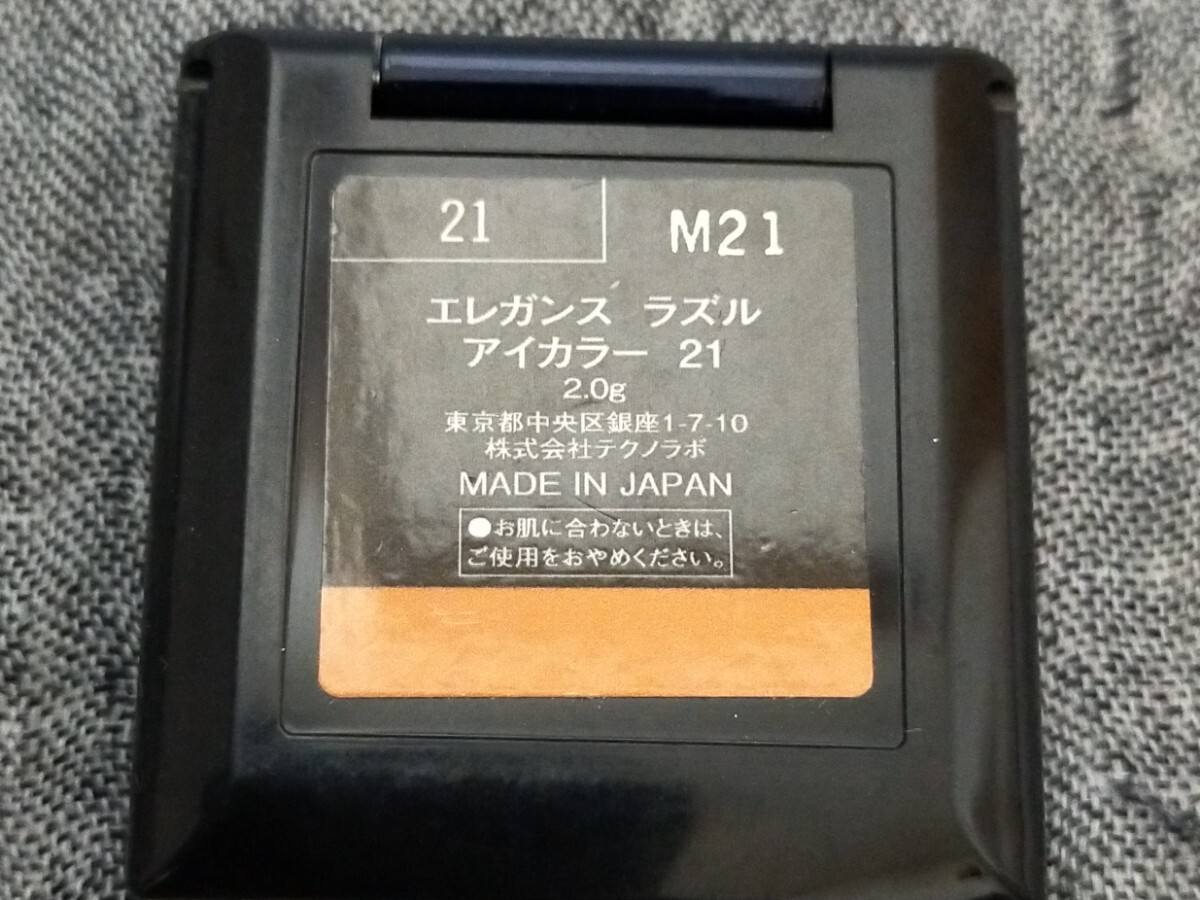 21
M21
エレガンス ラズル
アイカラー 21
2.0g
東京都中央区銀座1-7-10
株式会社テクノラボ
MADE IN JAPAN
●お肌に合わないときは、
ご使用をおやめください。